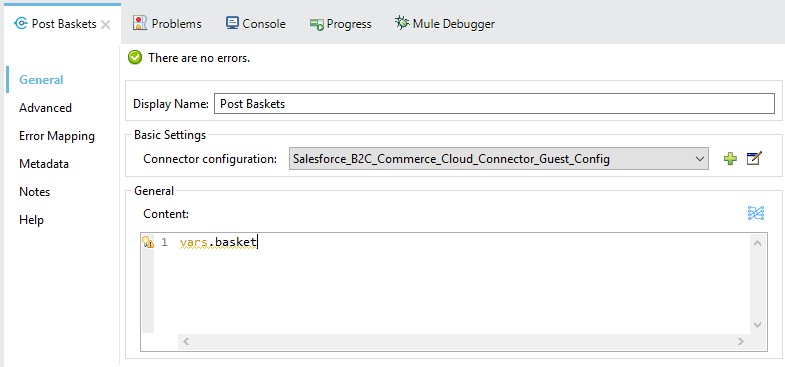 Post Baskets Problems Console Progress Mule Debugger
There are no errors.
General
Advanced
Error Mapping
Metadata
Notes
Help
Display Name: Post Baskets
Basic Settings
Connector configuration: Salesforce_B2C_Commerce_Cloud_Connector_Guest_Config
General
Content:
1 vars.basket